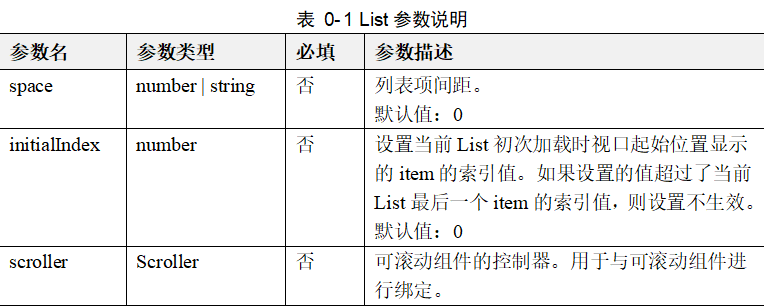 表 0-1 List 参数说明
参数名 参数类型 必填 参数描述
space number | string 否 列表项间距。
默认值：0
initialIndex number 否 设置当前 List 初次加载时视口起始位置显示
的 item 的索引值。如果设置的值超过了当前
List 最后一个 item 的索引值，则设置不生效。
默认值：0
scroller Scroller 否 可滚动组件的控制器。用于与可滚动组件进
行绑定。